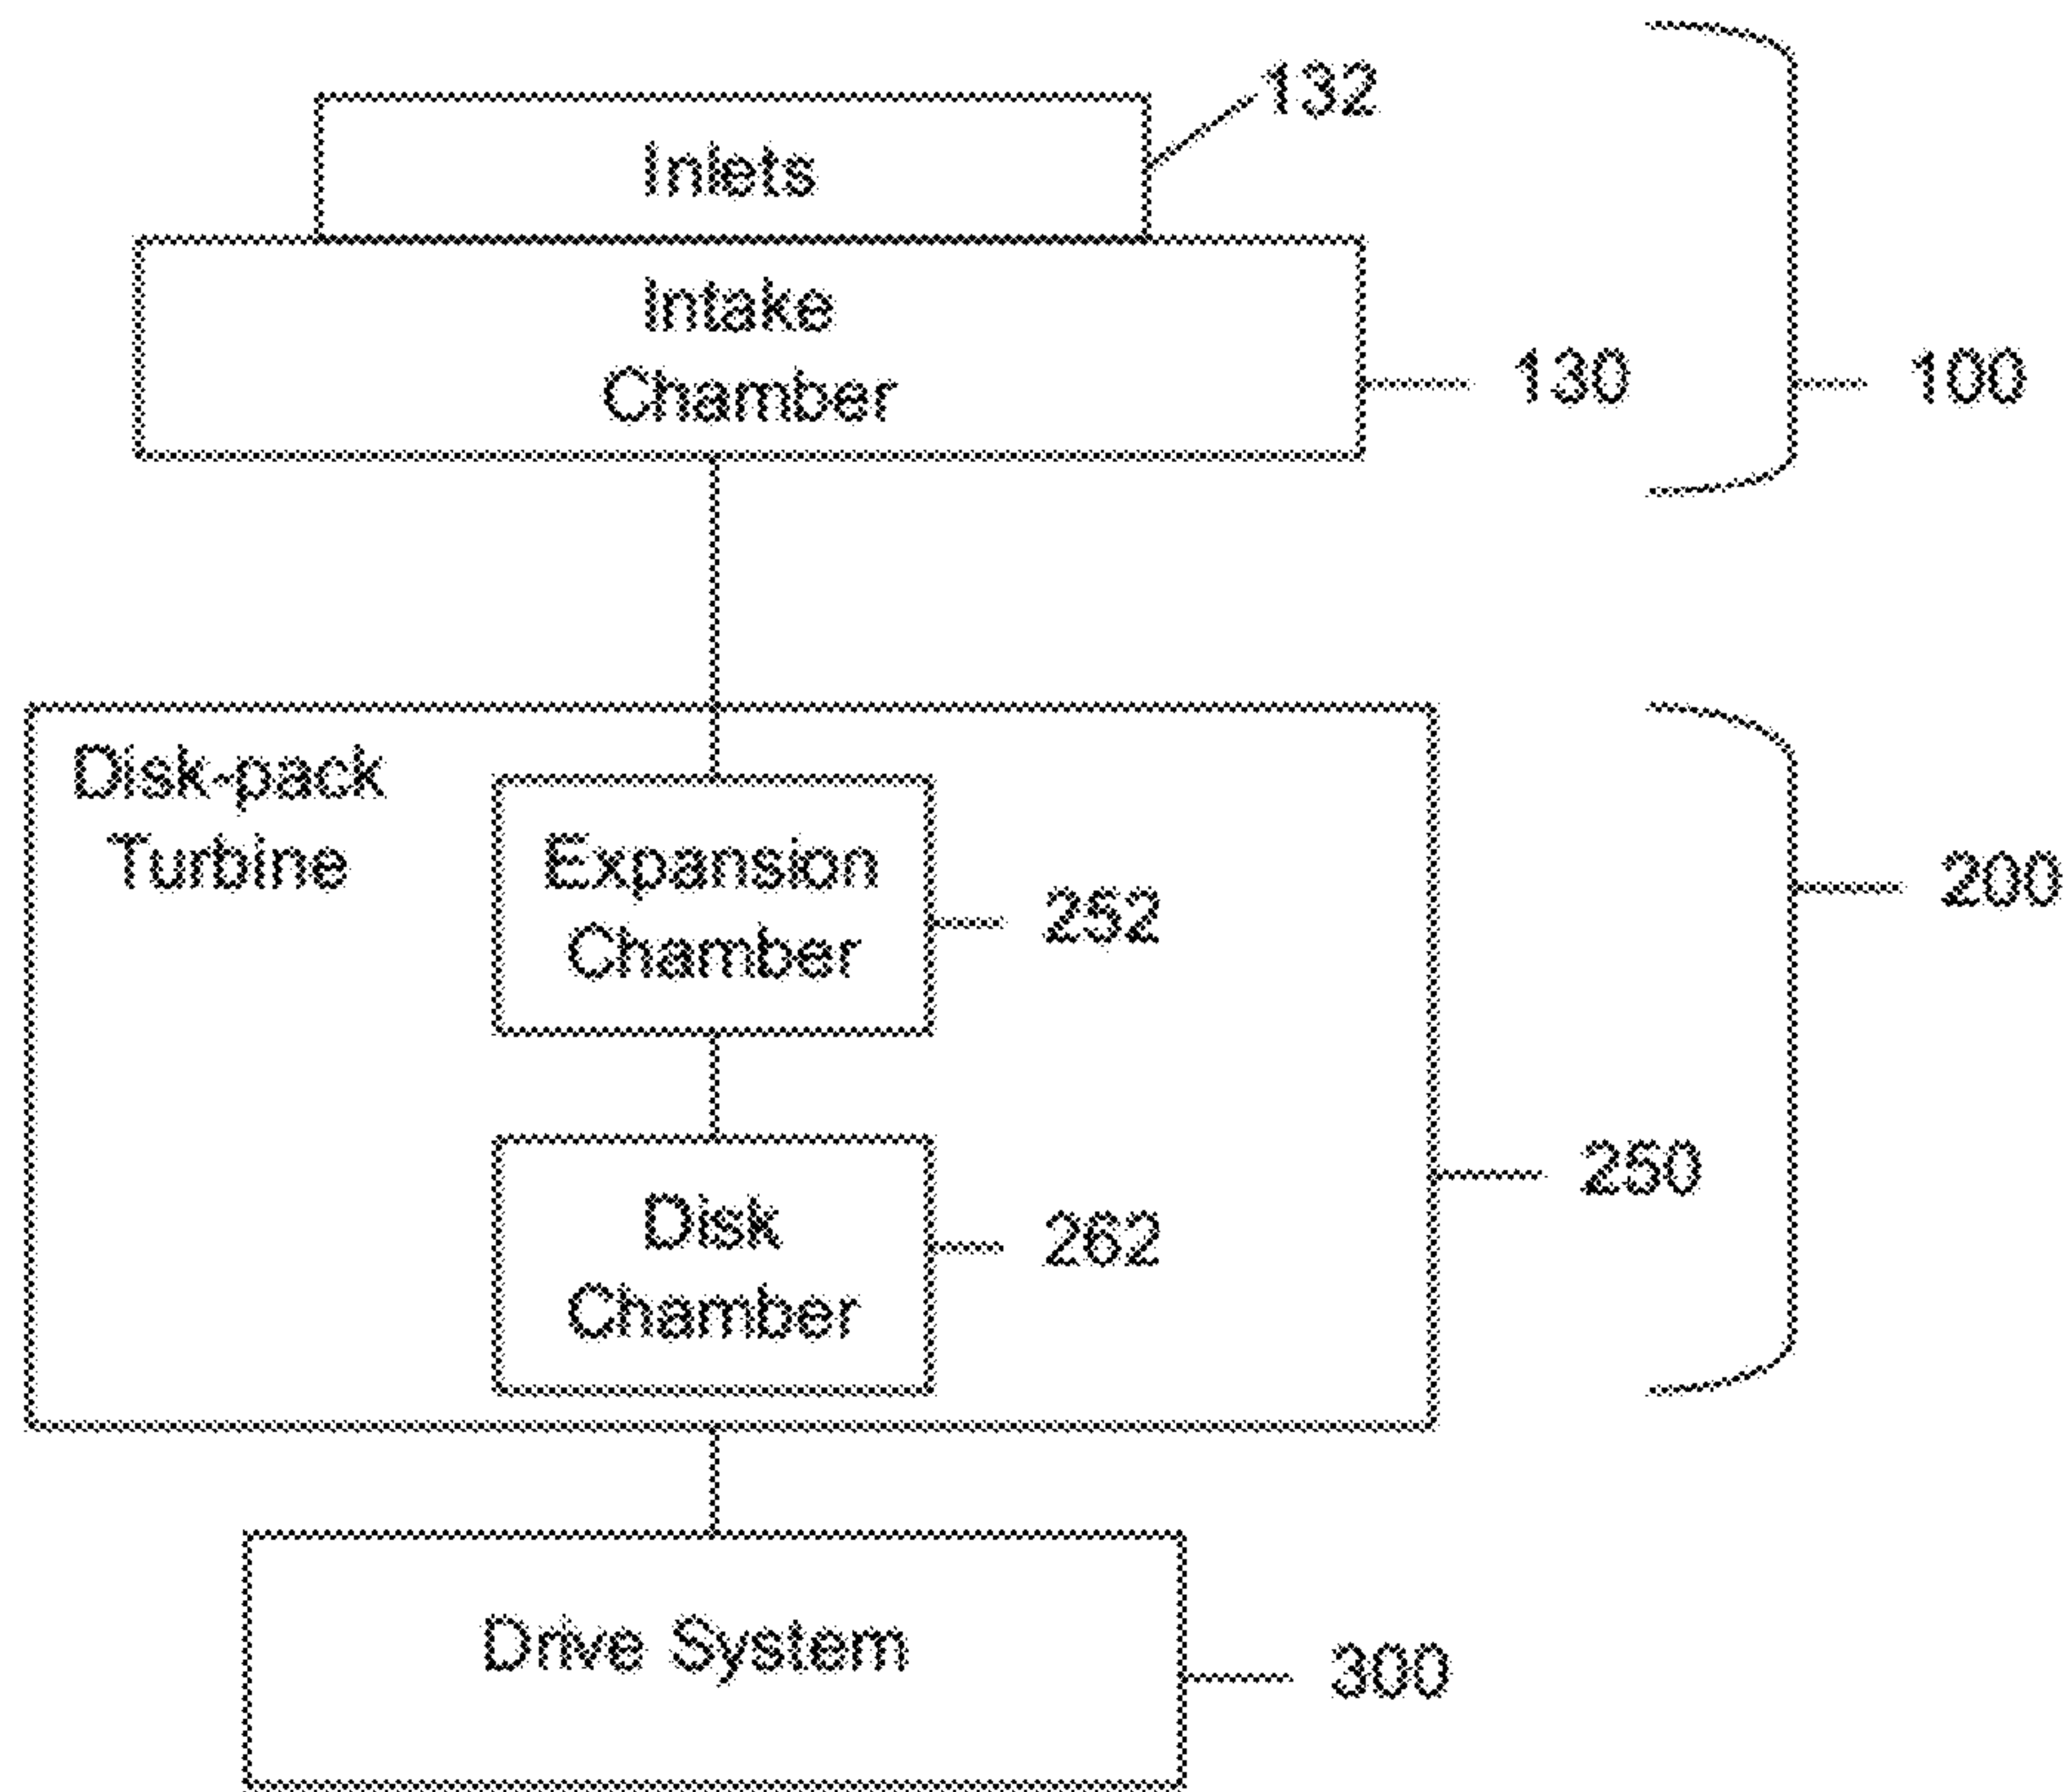 132
Inlets
Intake
Chamber
130
100
Disk-pack
Turbine
Expansion
Chamber
252
200
250
Disk
Chamber
262
Drive System
300